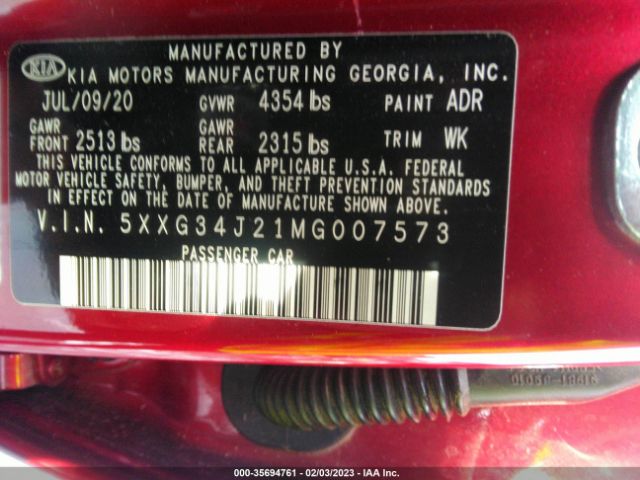 MANUFACTURED BY
KIA KIA MOTORS MANUFACTURING GEORGIA, INC.
JUL/09/20 GVWR 4354 lbs PAINT ADR
GAWR FRONT 2513 lbs GAWR REAR 2315 lbs TRIM WK
THIS VEHICLE CONFORMS TO ALL APPLICABLE U.S.A. FEDERAL
MOTOR VEHICLE SAFETY, BUMPER, AND THEFT PREVENTION STANDARDS
IN EFFECT ON THE DATE OF MANUFACTURE SHOWN ABOVE.
V.I.N. 5XXG34J21MG007573
PASSENGER CAR
000-35694761 - 02/03/2023 - IAA Inc.